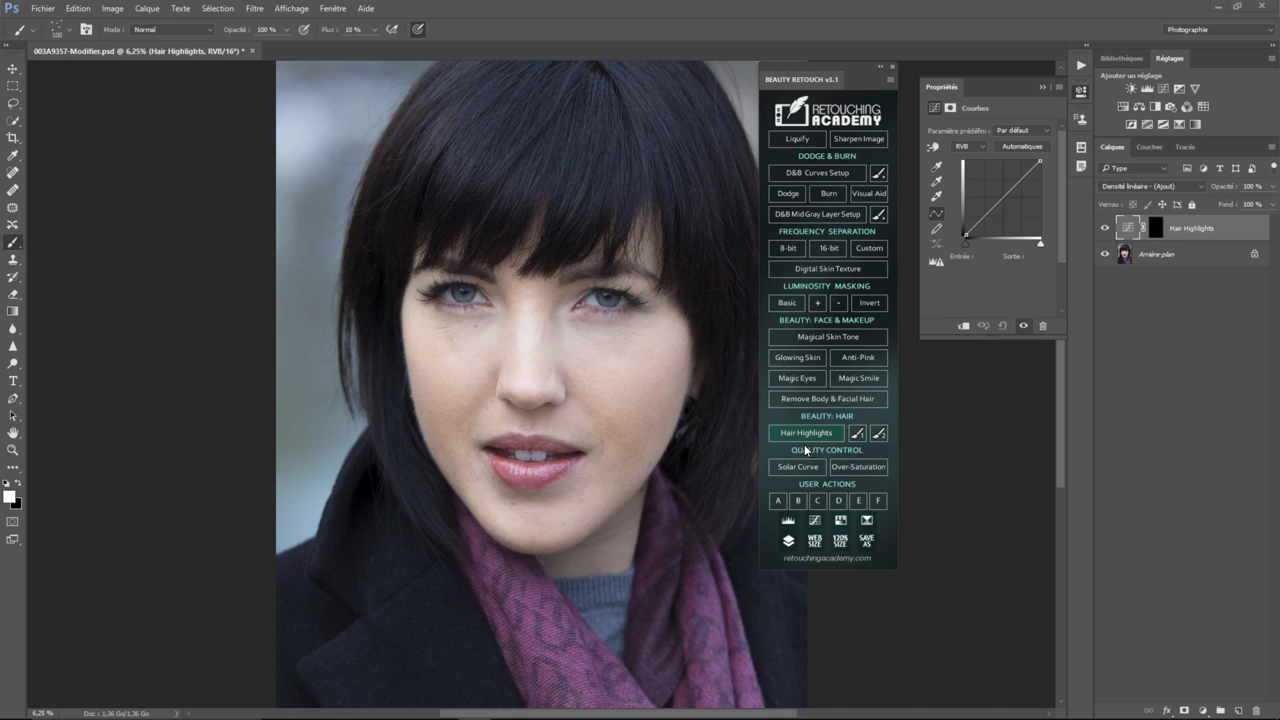 Ps Fichier Edition Image Calque Texte Sélection Filtre Affichage Fenêtre Aide
100 Mode : Normal Opacité : 100 % Flux : 10 % Photographie
003A9357-Modifier.psd @ 6,25% (Hair Highlights, RVB/16*) *
BEAUTY RETOUCH v3.1
RETOUCHING
ACADEMY
Liquify Sharpen Image
DODGE & BURN
D&B Curves Setup
Dodge Burn Visual Aid
D&B Mid Gray Layer Setup
FREQUENCY SEPARATION
8-bit 16-bit Custom
Digital Skin Texture
LUMINOSITY MASKING
Basic + - Invert
BEAUTY: FACE & MAKEUP
Magical Skin Tone
Glowing Skin Anti-Pink
Magic Eyes Magic Smile
Remove Body & Facial Hair
BEAUTY: HAIR
Hair Highlights 1 2
QUALITY CONTROL
Solar Curve Over-Saturation
USER ACTIONS
A B C D E F
WEB SIZE 120% SIZE SAVE AS
retouchingacademy.com
Propriétés
Courbes
Paramètre prédéfini : Par défaut
RVB Automatiques
Entrée : Sortie :
Bibliothèques Réglages
Ajouter un réglage
Calques Couches Tracés
Type
Densité linéaire - (Ajout) Opacité : 100 %
Verrou : Fond : 100 %
Hair Highlights
Arrière-plan
6,25 % Doc : 1,36 Go/1,36 Go